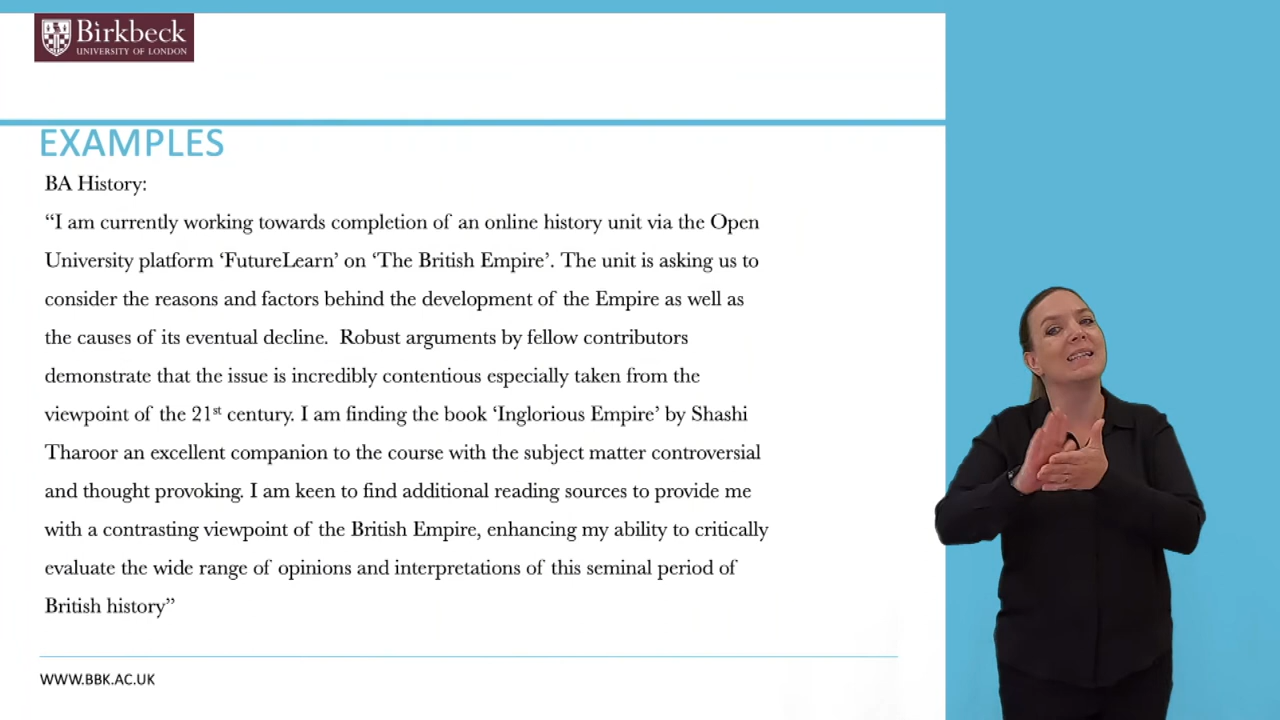 Birkbeck
UNIVERSITY OF LONDON
EXAMPLES
BA History:
“I am currently working towards completion of an online history unit via the Open
University platform ‘FutureLearn’ on ‘The British Empire’. The unit is asking us to
consider the reasons and factors behind the development of the Empire as well as
the causes of its eventual decline.  Robust arguments by fellow contributors
demonstrate that the issue is incredibly contentious especially taken from the
viewpoint of the 21st century. I am finding the book ‘Inglorious Empire’ by Shashi
Tharoor an excellent companion to the course with the subject matter controversial
and thought provoking. I am keen to find additional reading sources to provide me
with a contrasting viewpoint of the British Empire, enhancing my ability to critically
evaluate the wide range of opinions and interpretations of this seminal period of
British history”
WWW.BBK.AC.UK